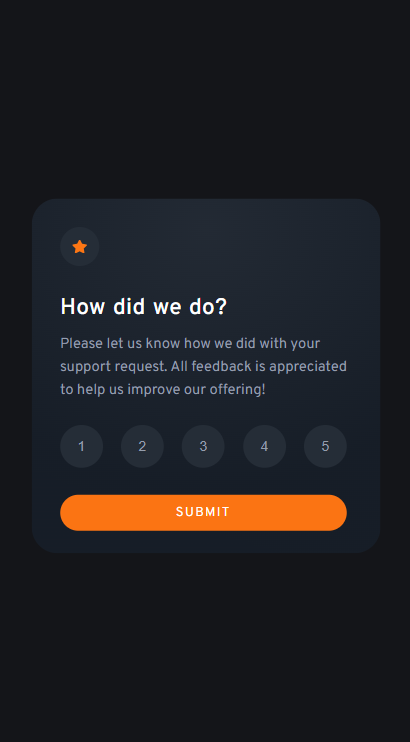 How did we do?
Please let us know how we did with your
support request. All feedback is appreciated
to help us improve our offering!
1 2 3 4 5
SUBMIT